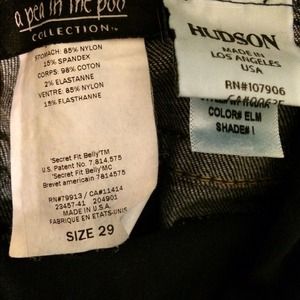 a pea in the pod
COLLECTION™
STOMACH: 85% NYLON
15% SPANDEX
CORPS: 98% COTON
2% ELASTANNE
VENTRE: 85% NYLON
15% ELASTHANNE
'Secret Fit Belly'TM
U.S. Patent No. 7,814,575
'Secret Fit Belly'MC
Brevet americain 7814575
RN#79913 / CA#11414
23457-41 204901
MADE IN U.S.A.
FABRIQUE EN ETATS-UNIS
SIZE 29
HUDSON
MADE IN
LOS ANGELES
USA
RN#107906
COLOR# ELM
SHADE# I